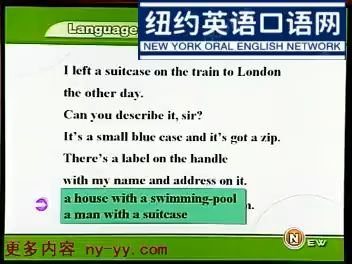 Language
纽约英语口语网
NEW YORK ORAL ENGLISH NETWORK
I left a suitcase on the train to London
the other day.
Can you describe it, sir?
It's a small blue case and it's got a zip.
There's a label on the handle
with my name and address on it.
a house with a swimming-pool
a man with a suitcase
更多内容 ny-yy.com
NEW